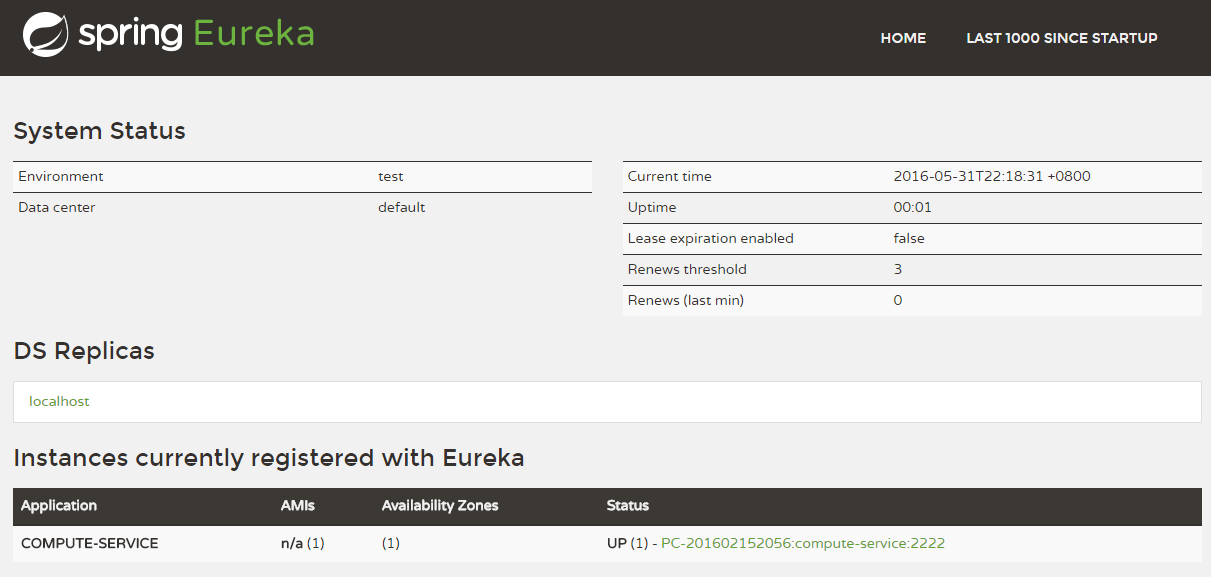 spring Eureka
HOME LAST 1000 SINCE STARTUP
System Status
Environment test
Data center default
Current time 2016-05-31T22:18:31 +0800
Uptime 00:01
Lease expiration enabled false
Renews threshold 3
Renews (last min) 0
DS Replicas
localhost
Instances currently registered with Eureka
Application AMIs Availability Zones Status
COMPUTE-SERVICE n/a (1) (1) UP (1) - PC-201602152056:compute-service:2222